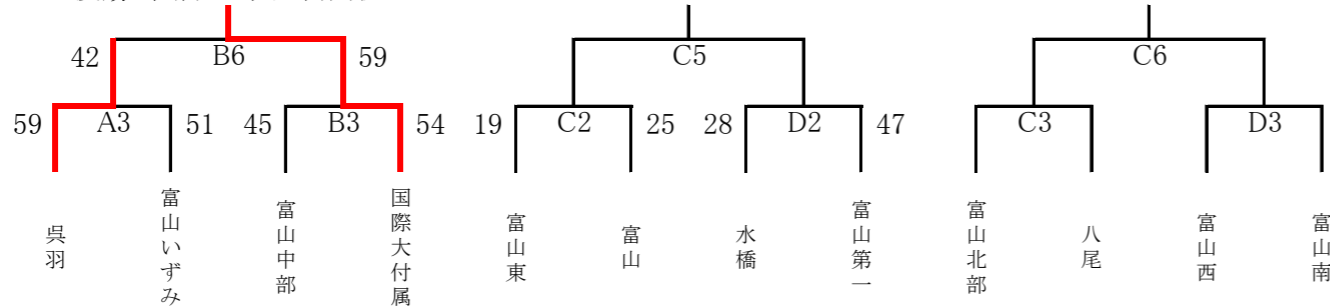 42 B6 59 C5 C6
59 A3 51 45 B3 54 19 C2 25 28 D2 47 C3 D3
呉羽
富山いずみ
富山中部
国際大付属
富山東
富山
水橋
富山第一
富山北部
八尾
富山西
富山南